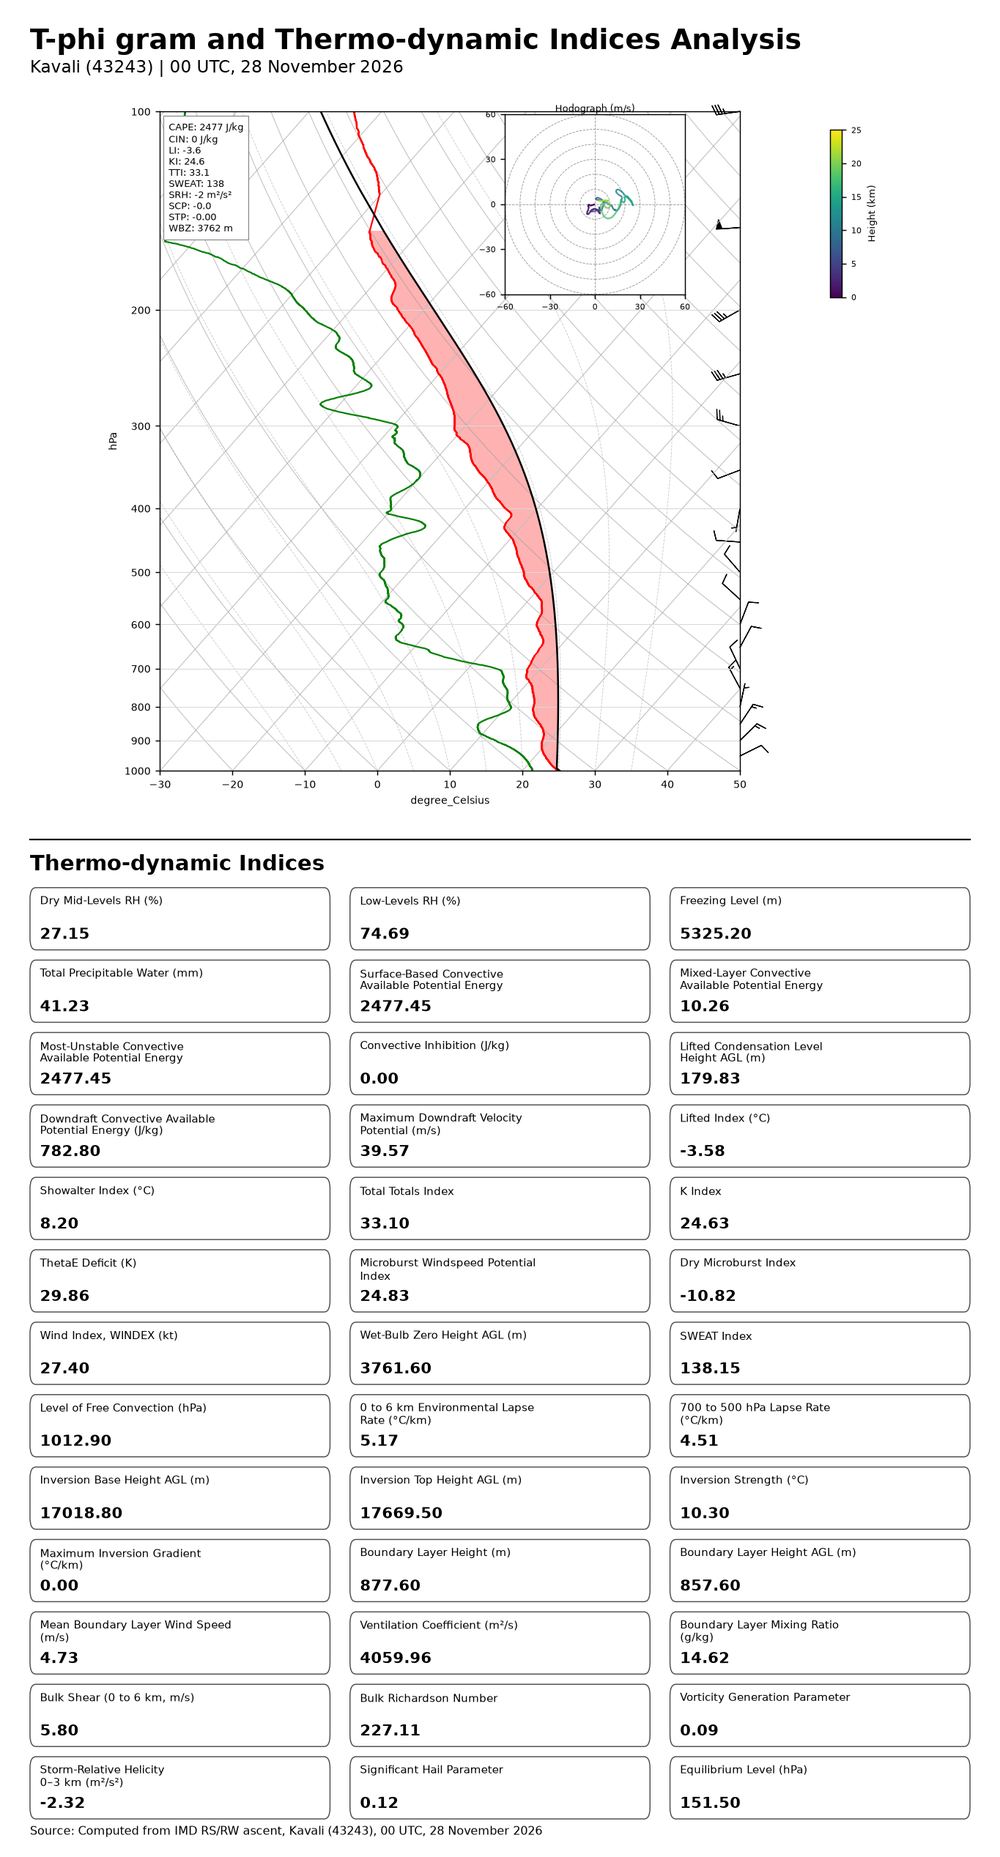 T-phi gram and Thermo-dynamic Indices Analysis
Kavali (43243) | 00 UTC, 28 November 2026
Hodograph (m/s)
CAPE: 2477 J/kg
CIN: 0 J/kg
LI: -3.6
KI: 24.6
TTI: 33.1
SWEAT: 138
SRH: -2 m²/s²
SCP: -0.0
STP: -0.00
WBZ: 3762 m
60
30
0
−30
−60
−60 −30 0 30 60
25
20
15
10
5
0
Height (km)
100
200
300
400
500
600
700
800
900
1000
hPa
−30 −20 −10 0 10 20 30 40 50
degree_Celsius
Thermo-dynamic Indices
Dry Mid-Levels RH (%)
27.15
Low-Levels RH (%)
74.69
Freezing Level (m)
5325.20
Total Precipitable Water (mm)
41.23
Surface-Based Convective
Available Potential Energy
2477.45
Mixed-Layer Convective
Available Potential Energy
10.26
Most-Unstable Convective
Available Potential Energy
2477.45
Convective Inhibition (J/kg)
0.00
Lifted Condensation Level
Height AGL (m)
179.83
Downdraft Convective Available
Potential Energy (J/kg)
782.80
Maximum Downdraft Velocity
Potential (m/s)
39.57
Lifted Index (°C)
-3.58
Showalter Index (°C)
8.20
Total Totals Index
33.10
K Index
24.63
ThetaE Deficit (K)
29.86
Microburst Windspeed Potential
Index
24.83
Dry Microburst Index
-10.82
Wind Index, WINDEX (kt)
27.40
Wet-Bulb Zero Height AGL (m)
3761.60
SWEAT Index
138.15
Level of Free Convection (hPa)
1012.90
0 to 6 km Environmental Lapse
Rate (°C/km)
5.17
700 to 500 hPa Lapse Rate
(°C/km)
4.51
Inversion Base Height AGL (m)
17018.80
Inversion Top Height AGL (m)
17669.50
Inversion Strength (°C)
10.30
Maximum Inversion Gradient
(°C/km)
0.00
Boundary Layer Height (m)
877.60
Boundary Layer Height AGL (m)
857.60
Mean Boundary Layer Wind Speed
(m/s)
4.73
Ventilation Coefficient (m²/s)
4059.96
Boundary Layer Mixing Ratio
(g/kg)
14.62
Bulk Shear (0 to 6 km, m/s)
5.80
Bulk Richardson Number
227.11
Vorticity Generation Parameter
0.09
Storm-Relative Helicity
0–3 km (m²/s²)
-2.32
Significant Hail Parameter
0.12
Equilibrium Level (hPa)
151.50
Source: Computed from IMD RS/RW ascent, Kavali (43243), 00 UTC, 28 November 2026